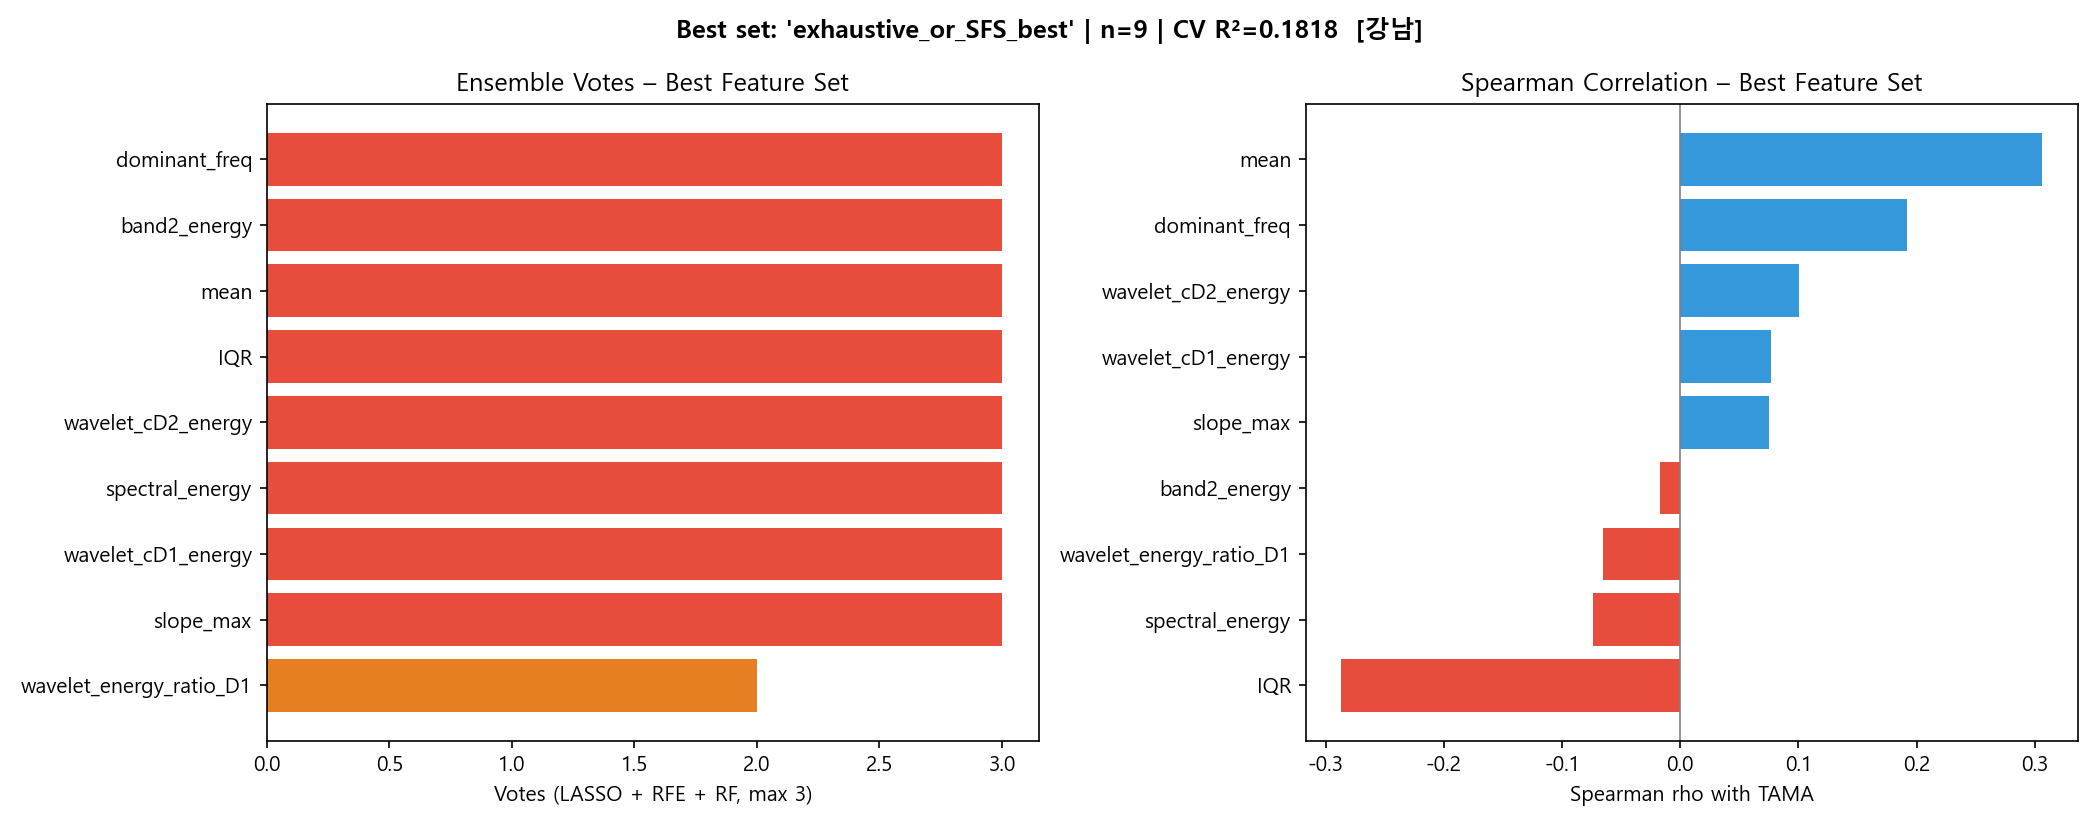 Best set: 'exhaustive_or_SFS_best' | n=9 | CV R²=0.1818 [강남]
Ensemble Votes – Best Feature Set
dominant_freq
band2_energy
mean
IQR
wavelet_cD2_energy
spectral_energy
wavelet_cD1_energy
slope_max
wavelet_energy_ratio_D1
0.0 0.5 1.0 1.5 2.0 2.5 3.0
Votes (LASSO + RFE + RF, max 3)
Spearman Correlation – Best Feature Set
mean
dominant_freq
wavelet_cD2_energy
wavelet_cD1_energy
slope_max
band2_energy
wavelet_energy_ratio_D1
spectral_energy
IQR
-0.3 -0.2 -0.1 0.0 0.1 0.2 0.3
Spearman rho with TAMA